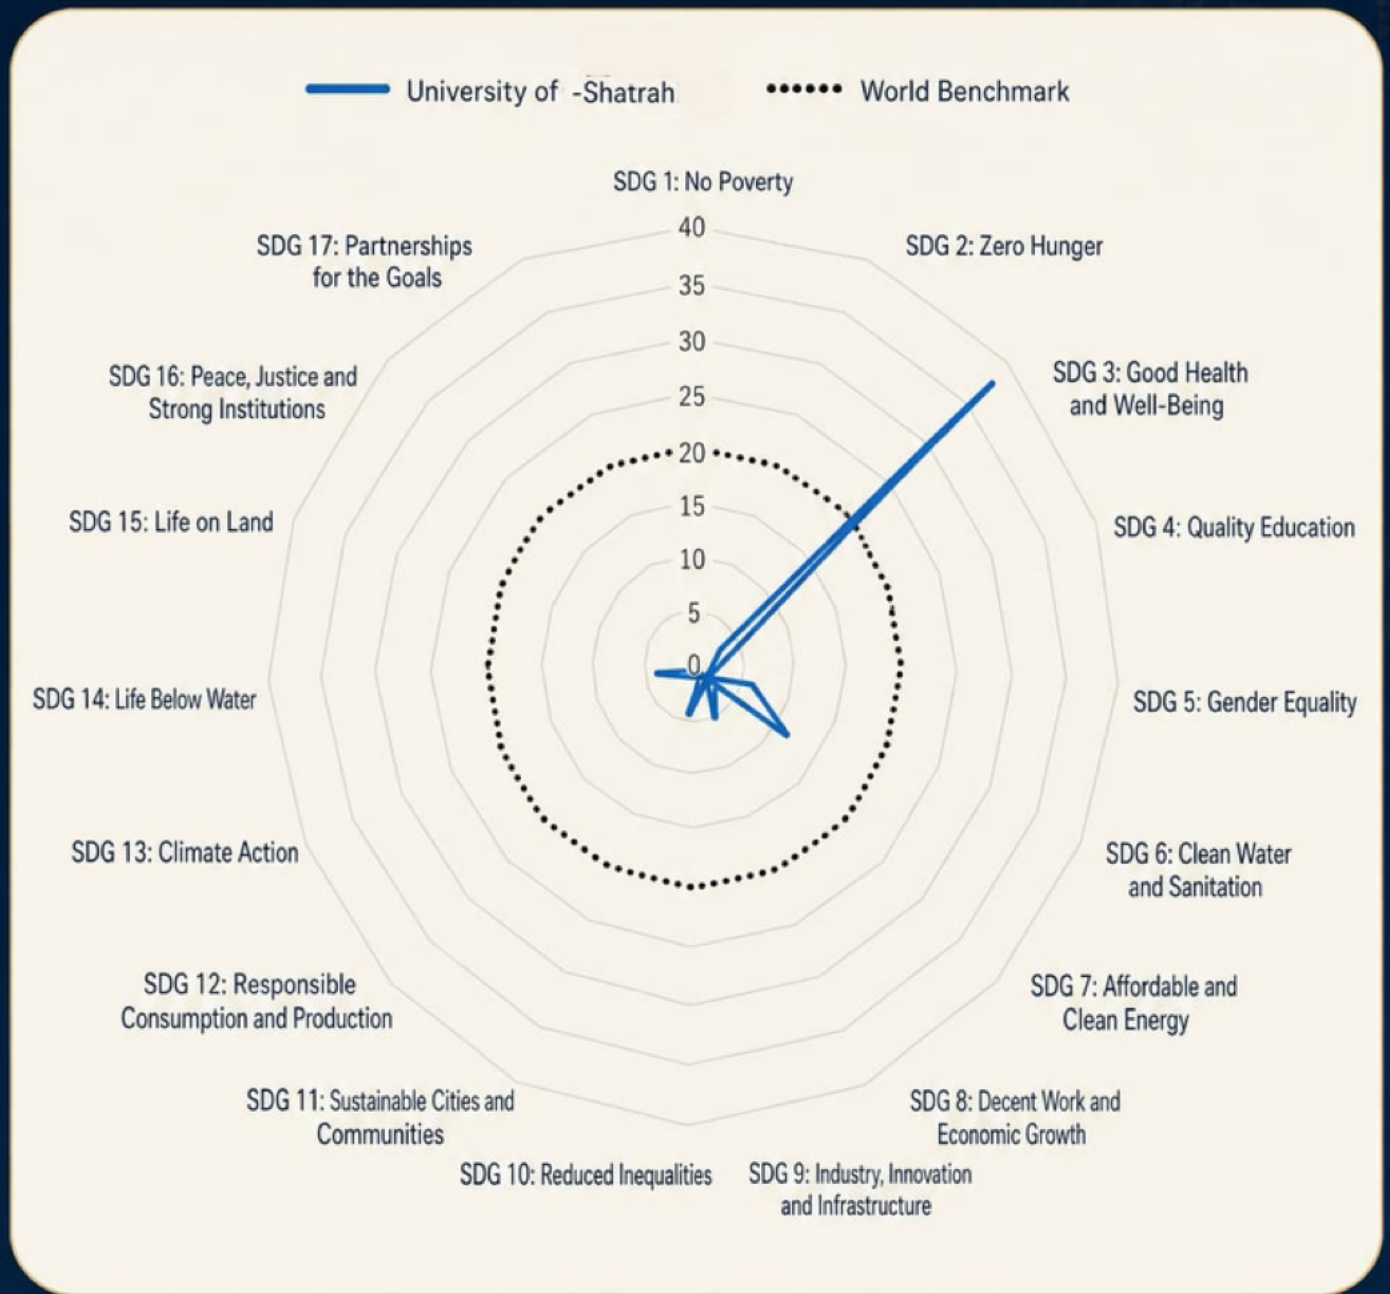 University of -Shatrah
World Benchmark
SDG 1: No Poverty
SDG 2: Zero Hunger
SDG 3: Good Health
and Well-Being
SDG 4: Quality Education
SDG 5: Gender Equality
SDG 6: Clean Water
and Sanitation
SDG 7: Affordable and
Clean Energy
SDG 8: Decent Work and
Economic Growth
SDG 9: Industry, Innovation
and Infrastructure
SDG 10: Reduced Inequalities
SDG 11: Sustainable Cities and
Communities
SDG 12: Responsible
Consumption and Production
SDG 13: Climate Action
SDG 14: Life Below Water
SDG 15: Life on Land
SDG 16: Peace, Justice and
Strong Institutions
SDG 17: Partnerships
for the Goals
40
35
30
25
20
15
10
5
0